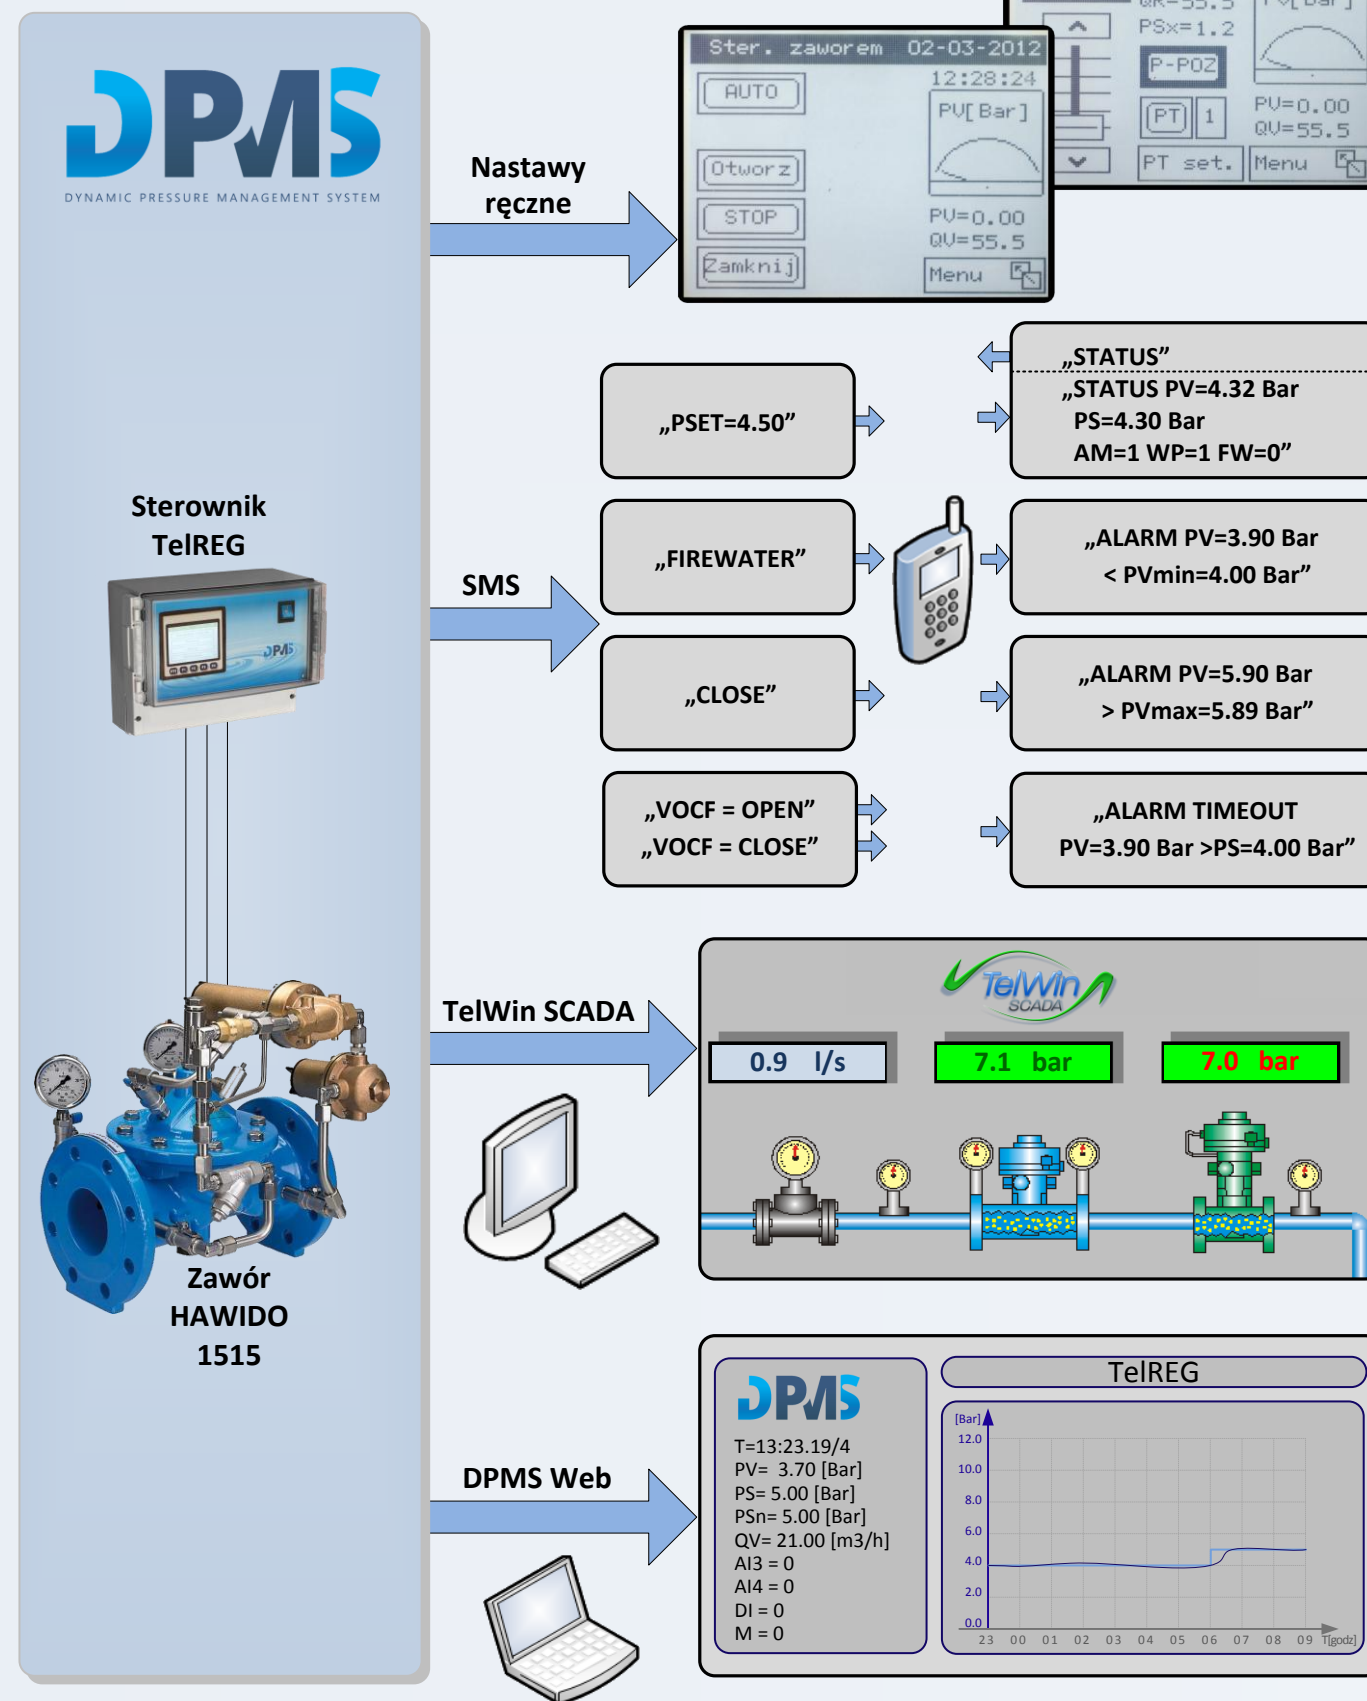 DPMS
DYNAMIC PRESSURE MANAGEMENT SYSTEM
Nastawy
ręczne
Ster. zaworem 02-03-2012
12:28:24
AUTO
PV[Bar]
Otworz
STOP
PV=0.00
QV=55.5
Zamknij
Menu
QR=55.5
PV[Bar]
PSx=1.2
P-POZ
PT 1
PV=0.00
QV=55.5
PT set.
Menu
Sterownik
TelREG
DPMS
SMS
„PSET=4.50”
„FIREWATER”
„CLOSE”
„VOCF = OPEN”
„VOCF = CLOSE”
„STATUS”
„STATUS PV=4.32 Bar
PS=4.30 Bar
AM=1 WP=1 FW=0”
„ALARM PV=3.90 Bar
< PVmin=4.00 Bar”
„ALARM PV=5.90 Bar
> PVmax=5.89 Bar”
„ALARM TIMEOUT
PV=3.90 Bar >PS=4.00 Bar”
Zawór
HAWIDO
1515
TelWin SCADA
TelWin
SCADA
0.9 l/s
7.1 bar
7.0 bar
DPMS Web
DPMS
T=13:23.19/4
PV= 3.70 [Bar]
PS= 5.00 [Bar]
PSn= 5.00 [Bar]
QV= 21.00 [m3/h]
AI3 = 0
AI4 = 0
DI = 0
M = 0
TelREG
[Bar]
12.0
10.0
8.0
6.0
4.0
2.0
0.0
23 00 01 02 03 04 05 06 07 08 09 T[godz]